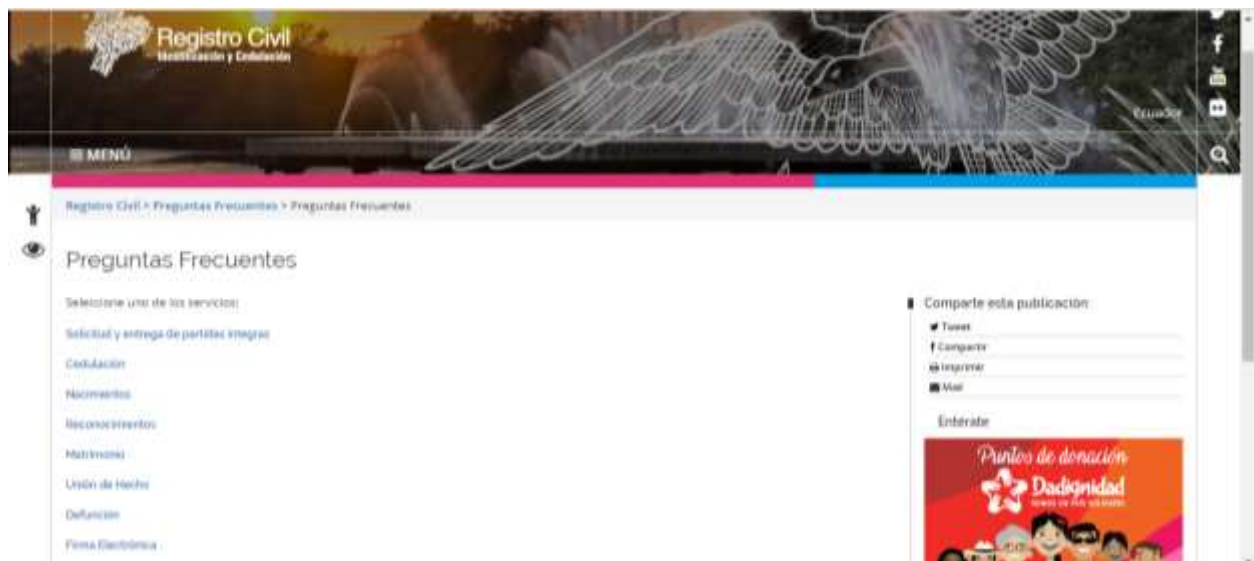 Registro Civil
Identificación y Cedulación
Ecuador
MENÚ
Registro Civil > Preguntas Frecuentes > Preguntas Frecuentes
Preguntas Frecuentes
Seleccione uno de los servicios:
Solicitud y entrega de partidas íntegras
Cedulación
Nacimientos
Reconocimientos
Matrimonio
Unión de Hecho
Defunción
Firma Electrónica
Comparte esta publicación:
Tweet
Compartir
Imprimir
Mail
Entérate
Puntos de donación
Dadignidad